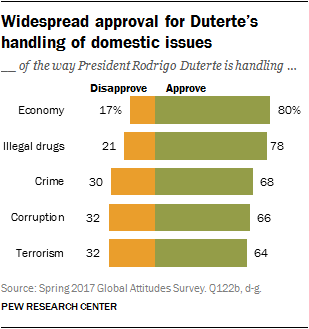 Widespread approval for Duterte's
handling of domestic issues
__ of the way President Rodrigo Duterte is handling ...
Disapprove Approve
Economy 17% 80%
Illegal drugs 21 78
Crime 30 68
Corruption 32 66
Terrorism 32 64
Source: Spring 2017 Global Attitudes Survey. Q122b, d-g.
PEW RESEARCH CENTER